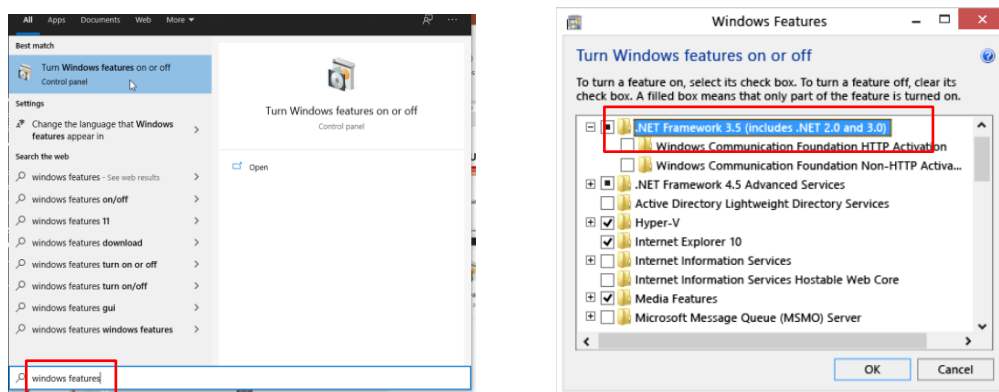 All Apps Documents Web More
Best match
Turn Windows features on or off
Control panel
Settings
Change the language that Windows
features appear in
Search the web
windows features - See web results
windows features on/off
windows features 11
windows features download
windows features turn on or off
windows features turn on/off
windows features gui
windows features windows features
windows features
Turn Windows features on or off
Control panel
Open
Windows Features
Turn Windows features on or off
To turn a feature on, select its check box. To turn a feature off, clear its
check box. A filled box means that only part of the feature is turned on.
.NET Framework 3.5 (includes .NET 2.0 and 3.0)
Windows Communication Foundation HTTP Activation
Windows Communication Foundation Non-HTTP Activa...
.NET Framework 4.5 Advanced Services
Active Directory Lightweight Directory Services
Hyper-V
Internet Explorer 10
Internet Information Services
Internet Information Services Hostable Web Core
Media Features
Microsoft Message Queue (MSMO) Server
OK Cancel